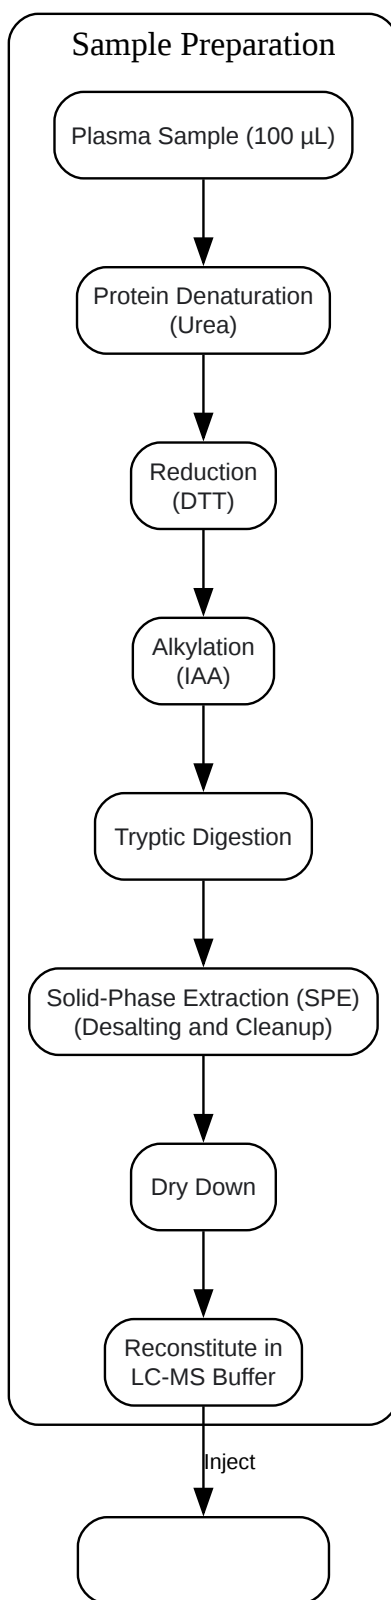 Sample Preparation
Plasma Sample (100 µL)
Protein Denaturation
(Urea)
Reduction
(DTT)
Alkylation
(IAA)
Tryptic Digestion
Solid-Phase Extraction (SPE)
(Desalting and Cleanup)
Dry Down
Reconstitute in
LC-MS Buffer
Inject